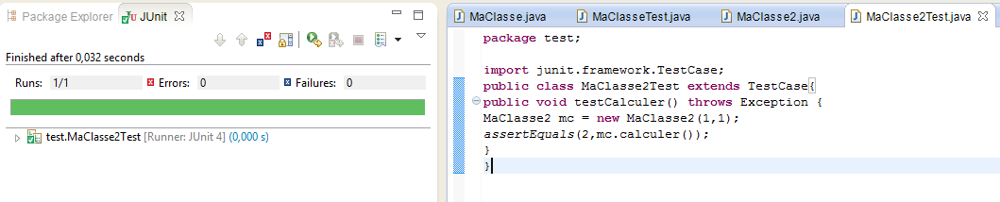 Package Explorer JUnit
Finished after 0,032 seconds
Runs: 1/1 Errors: 0 Failures: 0
test.MaClasse2Test [Runner: JUnit 4] (0,000 s)
MaClasse.java MaClasseTest.java MaClasse2.java MaClasse2Test.java
package test;
import junit.framework.TestCase;
public class MaClasse2Test extends TestCase{
public void testCalculer() throws Exception {
MaClasse2 mc = new MaClasse2(1,1);
assertEquals(2,mc.calculer());
}
}